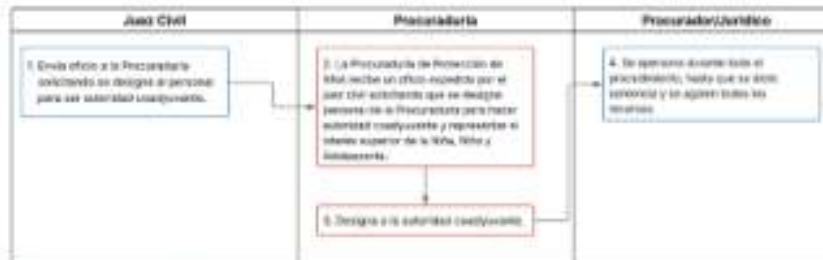 Juez Civil
Procuraduría
Procurador/Jurídico
1. Envía oficio a la Procuraduría
solicitando se designe al personal
para ser autoridad coadyuvante.
2. La Procuraduría de Protección de
recibe un oficio expedido por el
juez civil solicitando que se designe
personal de la Procuraduría para hacer
autoridad coadyuvante y representar el
interés superior de la Niña, Niño y
Adolescente.
3. Designa a la autoridad coadyuvante.
4. Se apersona durante todo el
procedimiento, hasta que se dicte
sentencia y se agoten todos los
recursos.